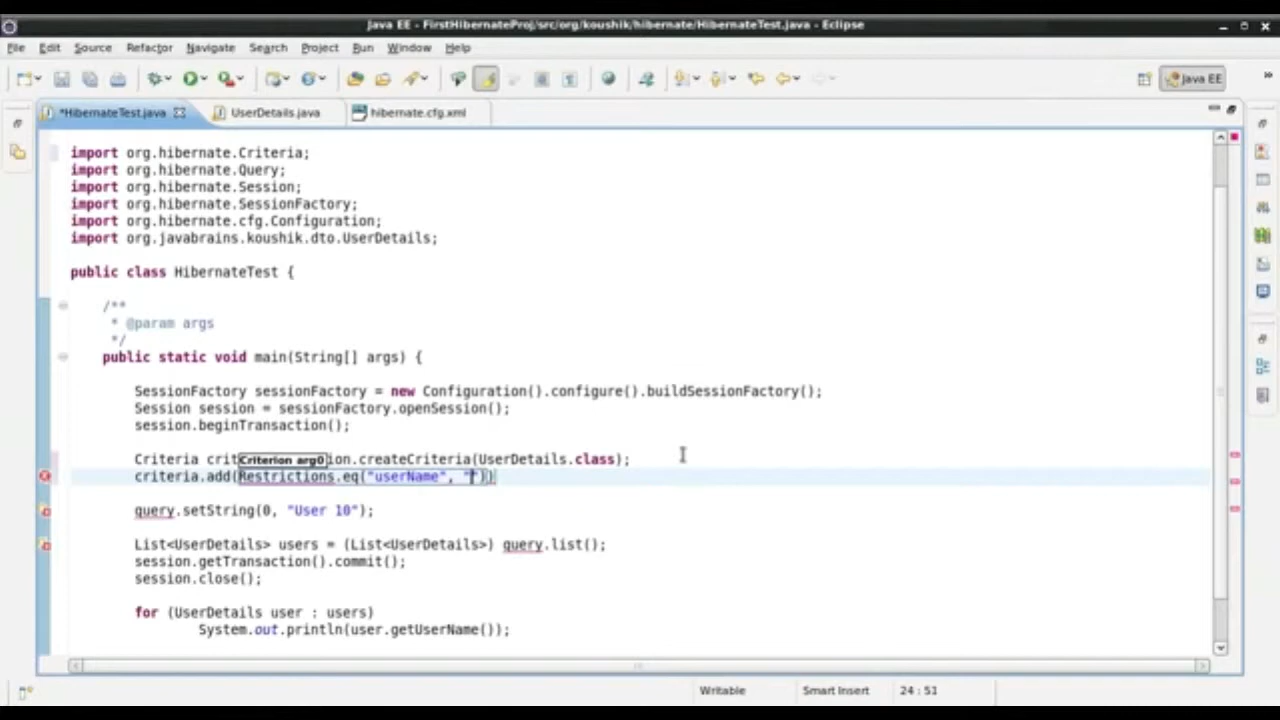 Java EE - FirstHibernateProj/src/org/koushik/hibernate/HibernateTest.java - Eclipse
File Edit Source Refactor Navigate Search Project Run Window Help
Java EE
*HibernateTest.java UserDetails.java hibernate.cfg.xml
import org.hibernate.Criteria;
import org.hibernate.Query;
import org.hibernate.Session;
import org.hibernate.SessionFactory;
import org.hibernate.cfg.Configuration;
import org.javabrains.koushik.dto.UserDetails;
public class HibernateTest {
/**
* @param args
*/
public static void main(String[] args) {
SessionFactory sessionFactory = new Configuration().configure().buildSessionFactory();
Session session = sessionFactory.openSession();
session.beginTransaction();
Criteria crit Criterion arg0 ion.createCriteria(UserDetails.class);
criteria.add(Restrictions.eq("userName", ""))
query.setString(0, "User 10");
List<UserDetails> users = (List<UserDetails>) query.list();
session.getTransaction().commit();
session.close();
for (UserDetails user : users)
System.out.println(user.getUserName());
Writable Smart Insert 24 : 51